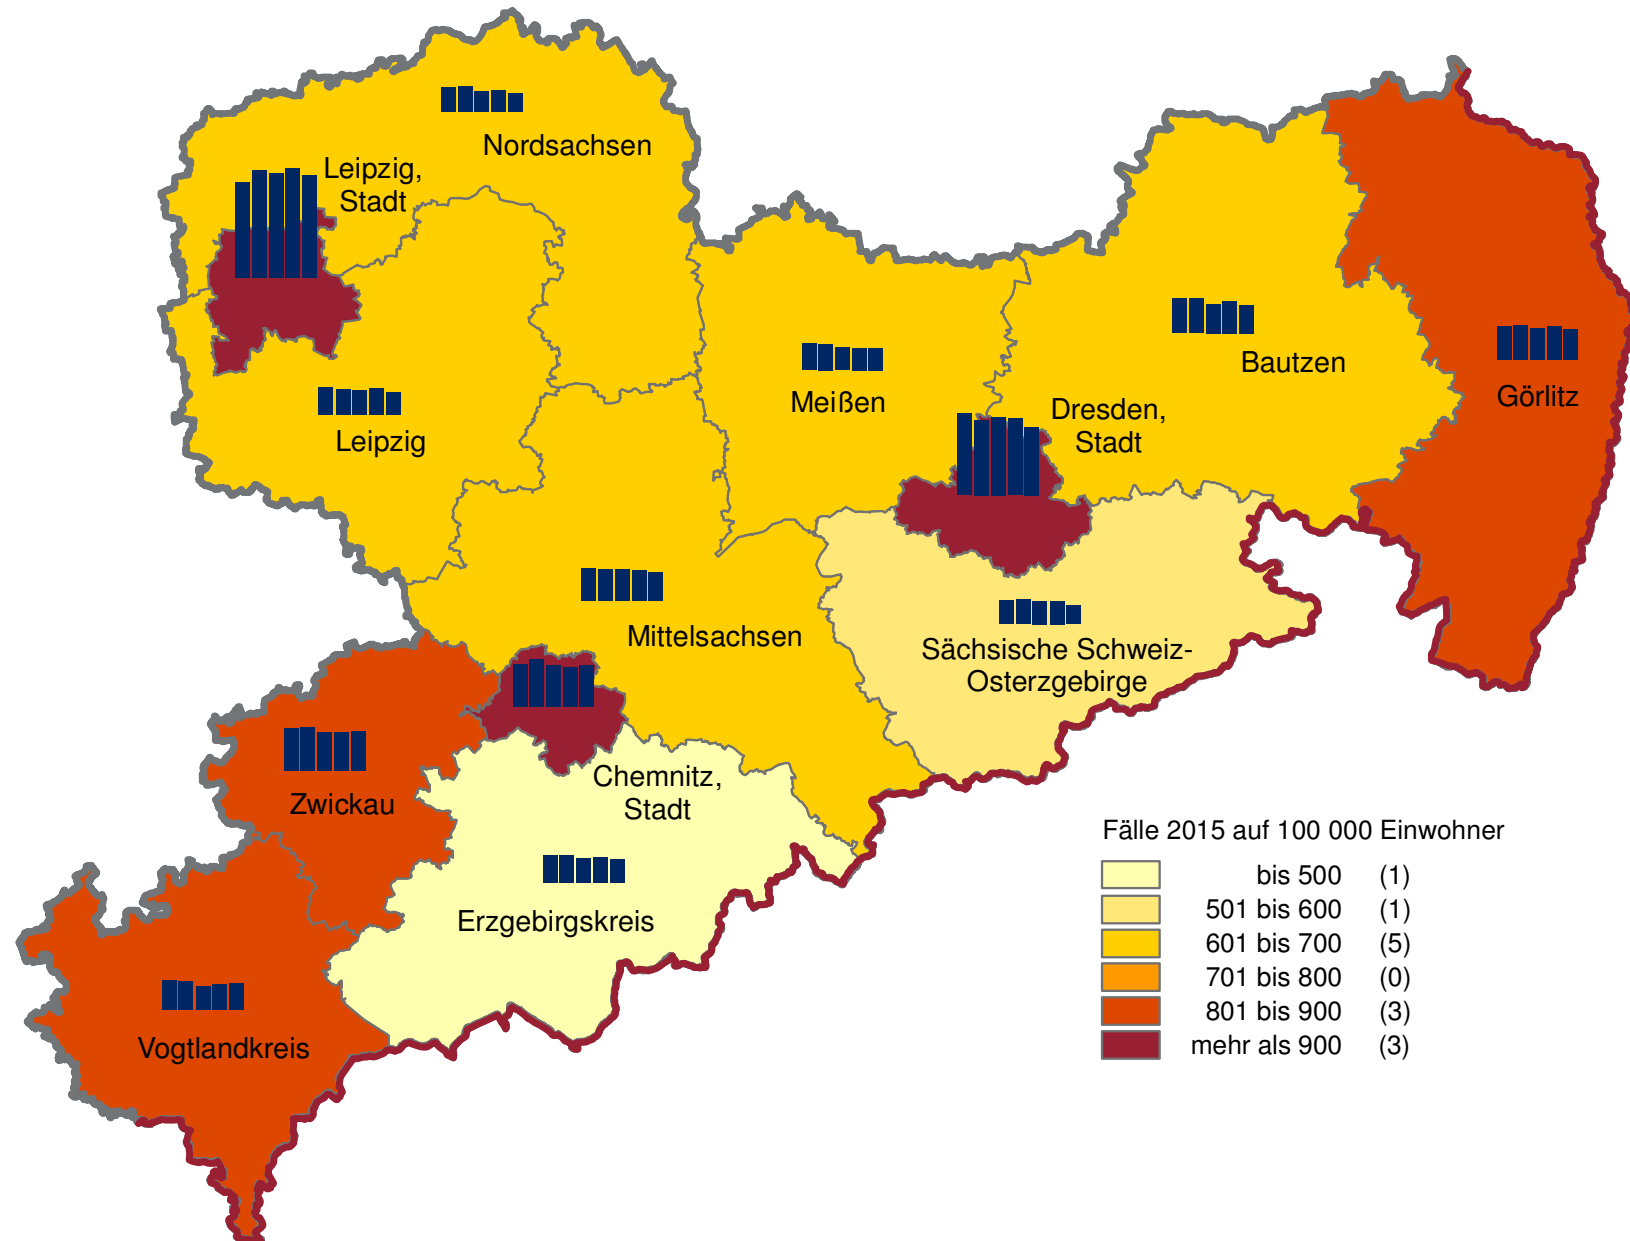 Nordsachsen
Leipzig,
Stadt
Leipzig
Meißen
Bautzen
Görlitz
Dresden,
Stadt
Mittelsachsen
Sächsische Schweiz-
Osterzgebirge
Chemnitz,
Stadt
Zwickau
Erzgebirgskreis
Vogtlandkreis
Fälle 2015 auf 100 000 Einwohner
bis 500 (1)
501 bis 600 (1)
601 bis 700 (5)
701 bis 800 (0)
801 bis 900 (3)
mehr als 900 (3)